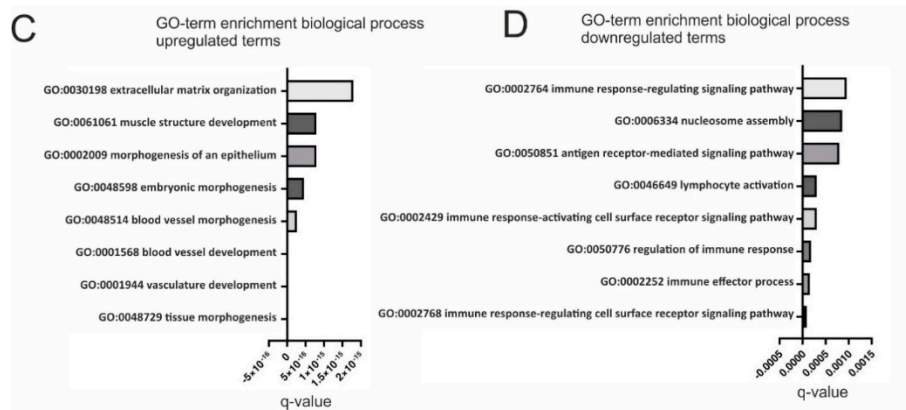 C
GO-term enrichment biological process
upregulated terms
GO:0030198 extracellular matrix organization
GO:0061061 muscle structure development
GO:0002009 morphogenesis of an epithelium
GO:0048598 embryonic morphogenesis
GO:0048514 blood vessel morphogenesis
GO:0001568 blood vessel development
GO:0001944 vasculature development
GO:0048729 tissue morphogenesis
-5×10⁻¹⁶
0
5×10⁻¹⁶
1×10⁻¹⁵
1.5×10⁻¹⁵
2×10⁻¹⁵
q-value
D
GO-term enrichment biological process
downregulated terms
GO:0002764 immune response-regulating signaling pathway
GO:0006334 nucleosome assembly
GO:0050851 antigen receptor-mediated signaling pathway
GO:0046649 lymphocyte activation
GO:0002429 immune response-activating cell surface receptor signaling pathway
GO:0050776 regulation of immune response
GO:0002252 immune effector process
GO:0002768 immune response-regulating cell surface receptor signaling pathway
-0.0005
0.0000
0.0005
0.0010
0.0015
q-value